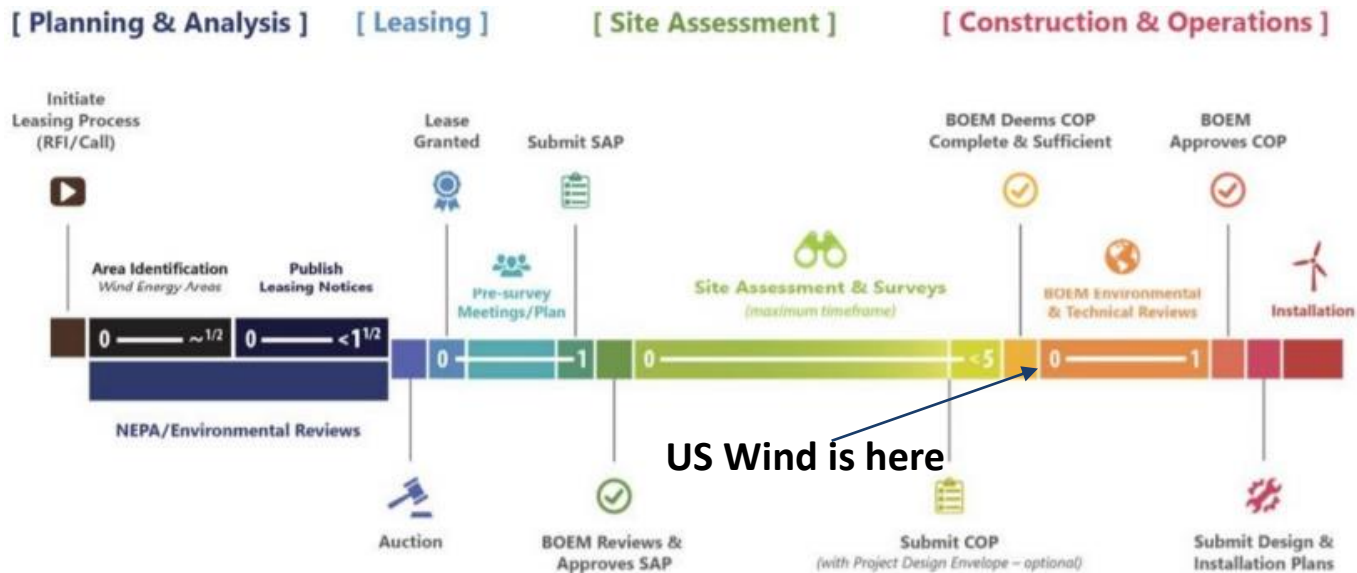 [ Planning & Analysis ]
[ Leasing ]
[ Site Assessment ]
[ Construction & Operations ]
Initiate
Leasing Process
(RFI/Call)
Lease
Granted
Submit SAP
BOEM Deems COP
Complete & Sufficient
BOEM
Approves COP
Area Identification
Wind Energy Areas
Publish
Leasing Notices
Pre-survey
Meetings/Plan
Site Assessment & Surveys
(maximum timeframe)
BOEM Environmental
& Technical Reviews
Installation
0 ~1/2
0 <1 1/2
0 1
0 <5
0 1
NEPA/Environmental Reviews
US Wind is here
Auction
BOEM Reviews &
Approves SAP
Submit COP
(with Project Design Envelope – optional)
Submit Design &
Installation Plans